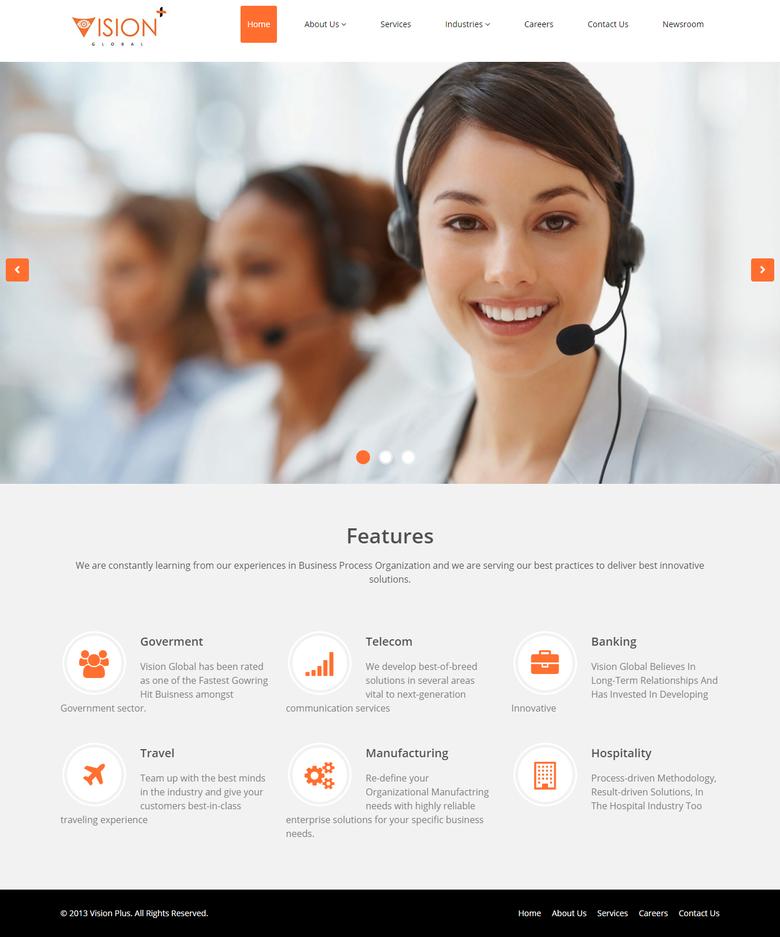 VISION
GLOBAL
Home
About Us
Services
Industries
Careers
Contact Us
Newsroom
Features
We are constantly learning from our experiences in Business Process Organization and we are serving our best practices to deliver best innovative
solutions.
Goverment
Vision Global has been rated
as one of the Fastest Gowring
Hit Buisness amongst
Government sector.
Telecom
We develop best-of-breed
solutions in several areas
vital to next-generation
communication services
Banking
Vision Global Believes In
Long-Term Relationships And
Has Invested In Developing
Innovative
Travel
Team up with the best minds
in the industry and give your
customers best-in-class
traveling experience
Manufacturing
Re-define your
Organizational Manufactring
needs with highly reliable
enterprise solutions for your specific business
needs.
Hospitality
Process-driven Methodology,
Result-driven Solutions, In
The Hospital Industry Too
© 2013 Vision Plus. All Rights Reserved.
Home
About Us
Services
Careers
Contact Us